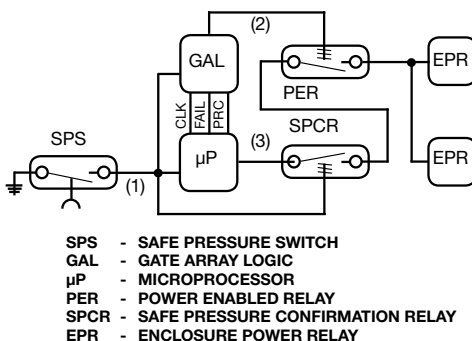 (2)
GAL
EPR
PER
CLK
FAIL
PRC
SPCR
SPS
µP
(3)
EPR
(1)
SPS - SAFE PRESSURE SWITCH
GAL - GATE ARRAY LOGIC
µP - MICROPROCESSOR
PER - POWER ENABLED RELAY
SPCR - SAFE PRESSURE CONFIRMATION RELAY
EPR - ENCLOSURE POWER RELAY